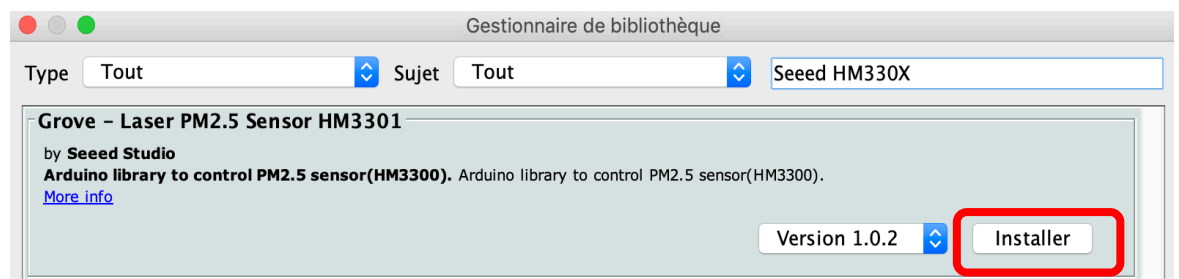 Gestionnaire de bibliothèque
Type Tout Sujet Tout Seeed HM330X
Grove – Laser PM2.5 Sensor HM3301
by Seeed Studio
Arduino library to control PM2.5 sensor(HM3300). Arduino library to control PM2.5 sensor(HM3300).
More info
Version 1.0.2 Installer